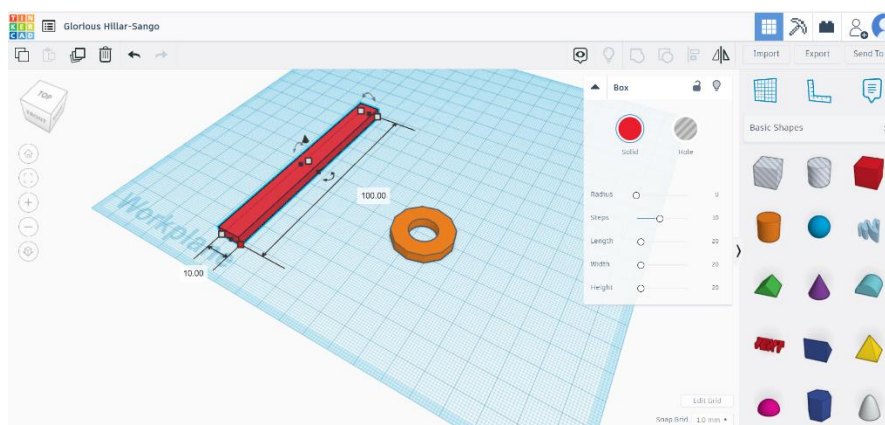 TIN
KER
CAD
Glorious Hillar-Sango
Import
Export
Send To
TOP
FRONT
Workplane
100.00
10.00
Box
Solid
Hole
Radius 0
Steps 10
Length 20
Width 20
Height 20
Basic Shapes
TEXT
Edit Grid
Snap Grid 1.0 mm